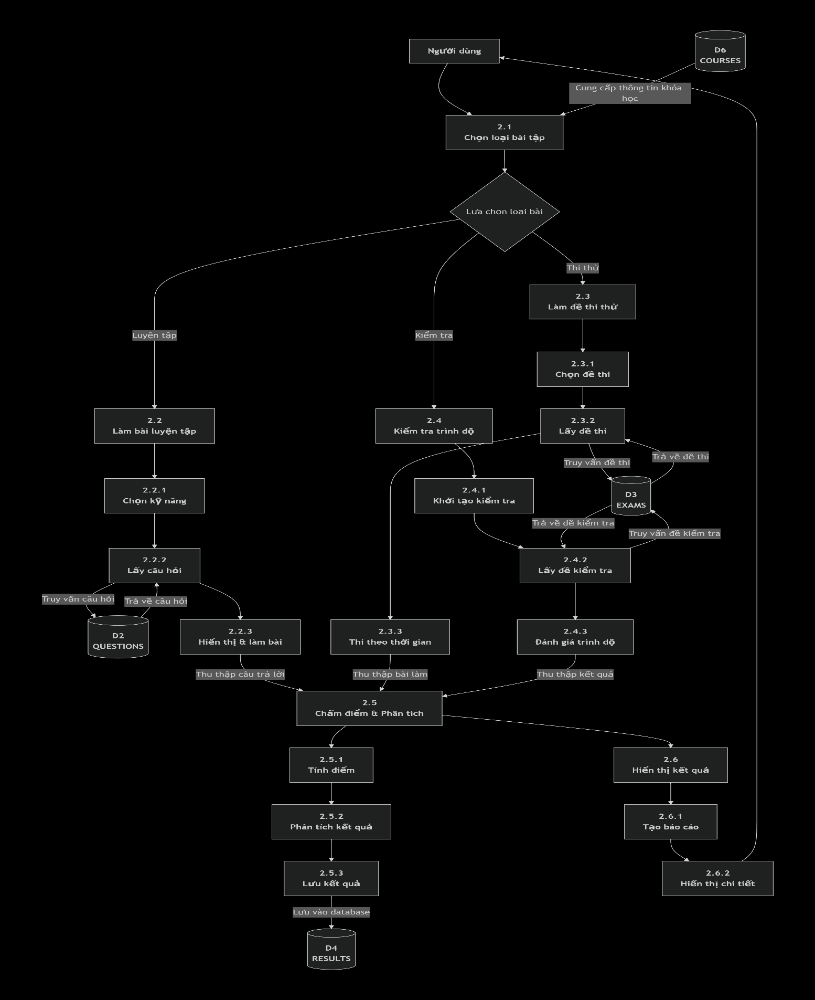 Người dùng
D6
COURSES
Cung cấp thông tin khóa
học
2.1
Chọn loại bài tập
Lựa chọn loại bài
Thi thử
2.3
Làm đề thi thử
Luyện tập
Kiểm tra
2.3.1
Chọn đề thi
2.2
Làm bài luyện tập
2.4
Kiểm tra trình độ
2.3.2
Lấy đề thi
Truy vấn đề thi
Trả về đề thi
2.2.1
Chọn kỹ năng
2.4.1
Khởi tạo kiểm tra
D3
EXAMS
Trả về đề kiểm tra
Truy vấn đề kiểm tra
2.2.2
Lấy câu hỏi
2.4.2
Lấy đề kiểm tra
Truy vấn câu hỏi
Trả về câu hỏi
D2
QUESTIONS
2.2.3
Hiển thị & làm bài
2.3.3
Thi theo thời gian
2.4.3
Đánh giá trình độ
Thu thập câu trả lời
Thu thập bài làm
Thu thập kết quả
2.5
Chấm điểm & Phân tích
2.5.1
Tính điểm
2.6
Hiển thị kết quả
2.5.2
Phân tích kết quả
2.6.1
Tạo báo cáo
2.5.3
Lưu kết quả
2.6.2
Hiển thị chi tiết
Lưu vào database
D4
RESULTS